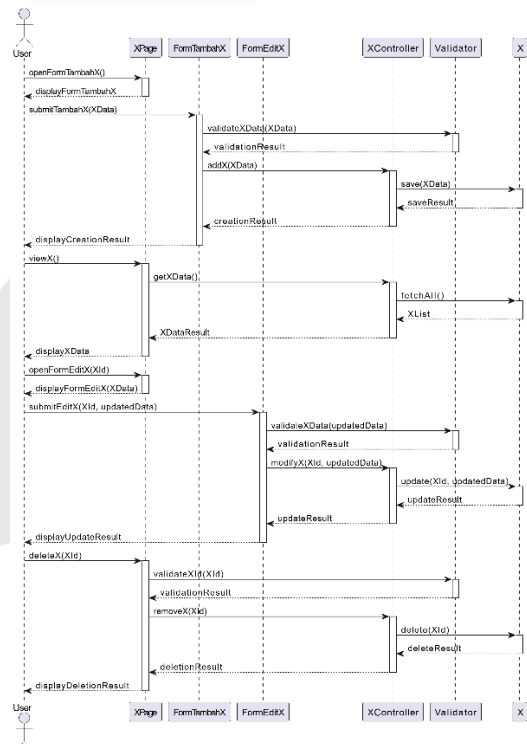 User
XPage
FormTambahX
FormEditX
XController
Validator
X
openFormTambahX()
displayFormTambahX
submitTambahX(XData)
validateXData(XData)
validationResult
addX(XData)
save(XData)
saveResult
creationResult
displayCreationResult
viewX()
getXData()
fetchAll()
XList
XDataResult
displayXData
openFormEditX(XId)
displayFormEditX(XData)
submitEditX(XId, updatedData)
validateXData(updatedData)
validationResult
modifyX(XId, updatedData)
update(XId, updatedData)
updateResult
updateResult
displayUpdateResult
deleteX(XId)
validateXId(XId)
validationResult
removeX(XId)
delete(XId)
deleteResult
deletionResult
displayDeletionResult
User
XPage
FormTambahX
FormEditX
XController
Validator
X